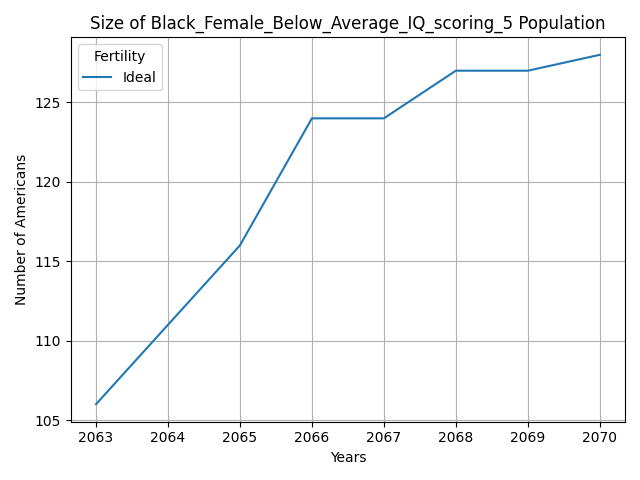 Size of Black_Female_Below_Average_IQ_scoring_5 Population
Fertility
Ideal
Number of Americans
125
120
115
110
105
2063 2064 2065 2066 2067 2068 2069 2070
Years